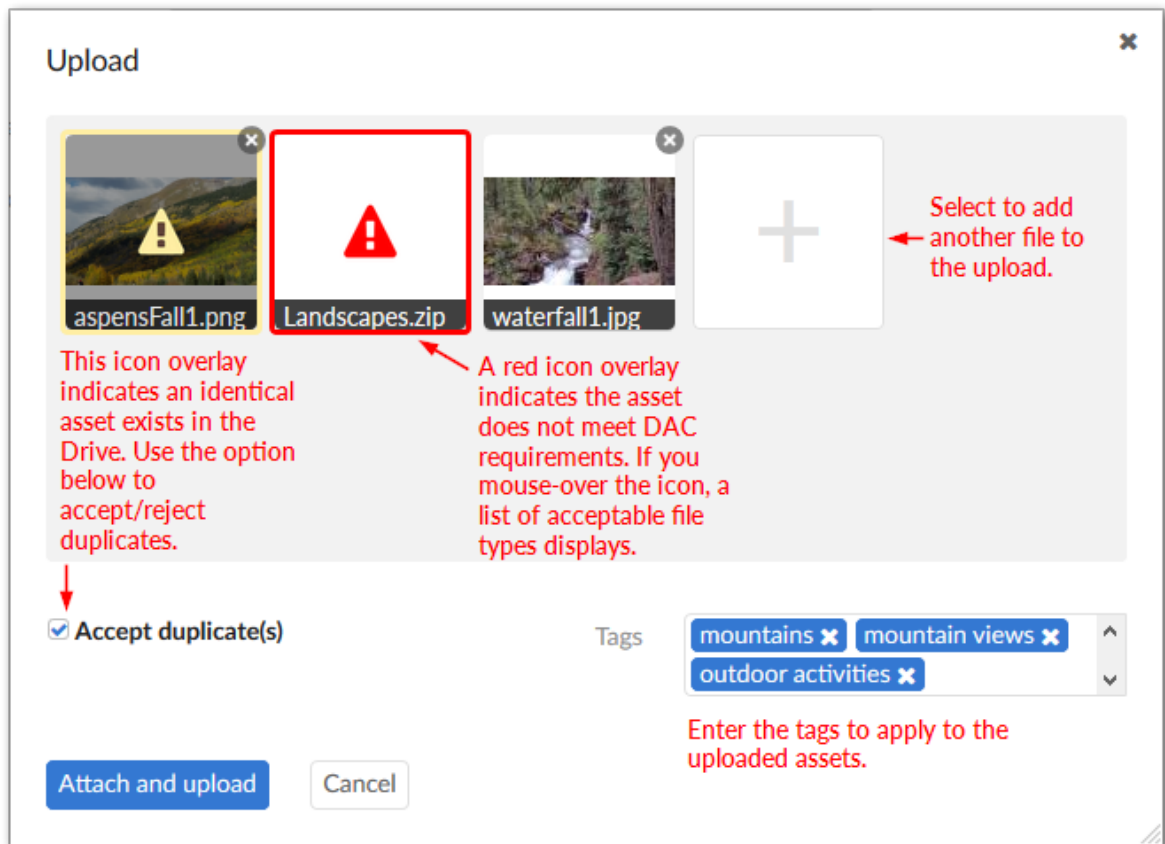 Upload
aspensFall1.png
Landscapes.zip
waterfall1.jpg
Select to add
another file to
the upload.
This icon overlay
indicates an identical
asset exists in the
Drive. Use the option
below to
accept/reject
duplicates.
A red icon overlay
indicates the asset
does not meet DAC
requirements. If you
mouse-over the icon, a
list of acceptable file
types displays.
Accept duplicate(s)
Tags
mountains
mountain views
outdoor activities
Enter the tags to apply to the
uploaded assets.
Attach and upload
Cancel